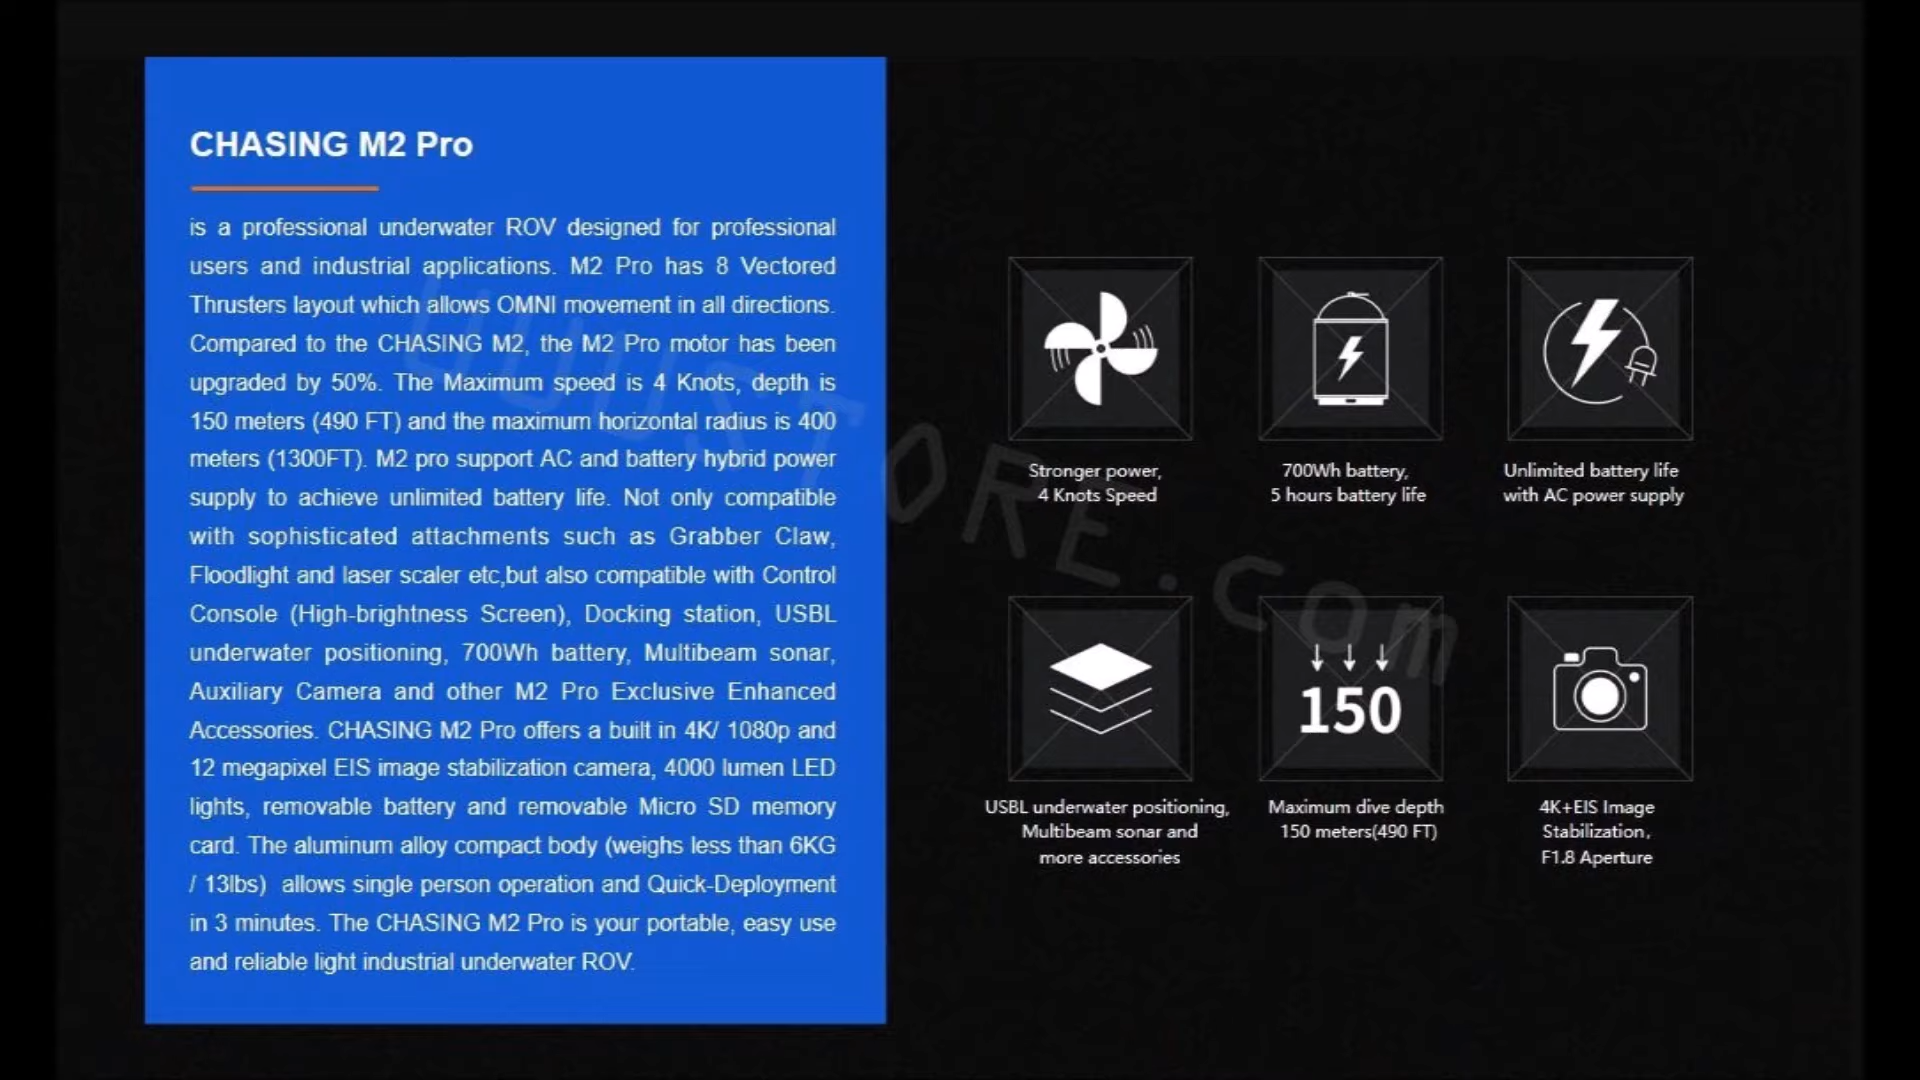 CHASING M2 Pro
is a professional underwater ROV designed for professional
users and industrial applications. M2 Pro has 8 Vectored
Thrusters layout which allows OMNI movement in all directions.
Compared to the CHASING M2, the M2 Pro motor has been
upgraded by 50%. The Maximum speed is 4 Knots, depth is
150 meters (490 FT) and the maximum horizontal radius is 400
meters (1300FT). M2 pro support AC and battery hybrid power
supply to achieve unlimited battery life. Not only compatible
with sophisticated attachments such as Grabber Claw,
Floodlight and laser scaler etc,but also compatible with Control
Console (High-brightness Screen), Docking station, USBL
underwater positioning, 700Wh battery, Multibeam sonar,
Auxiliary Camera and other M2 Pro Exclusive Enhanced
Accessories. CHASING M2 Pro offers a built in 4K/ 1080p and
12 megapixel EIS image stabilization camera, 4000 lumen LED
lights, removable battery and removable Micro SD memory
card. The aluminum alloy compact body (weighs less than 6KG
/ 13lbs) allows single person operation and Quick-Deployment
in 3 minutes. The CHASING M2 Pro is your portable, easy use
and reliable light industrial underwater ROV.
Stronger power,
4 Knots Speed
700Wh battery,
5 hours battery life
Unlimited battery life
with AC power supply
USBL underwater positioning,
Multibeam sonar and
more accessories
150
Maximum dive depth
150 meters(490 FT)
4K+EIS Image
Stabilization,
F1.8 Aperture